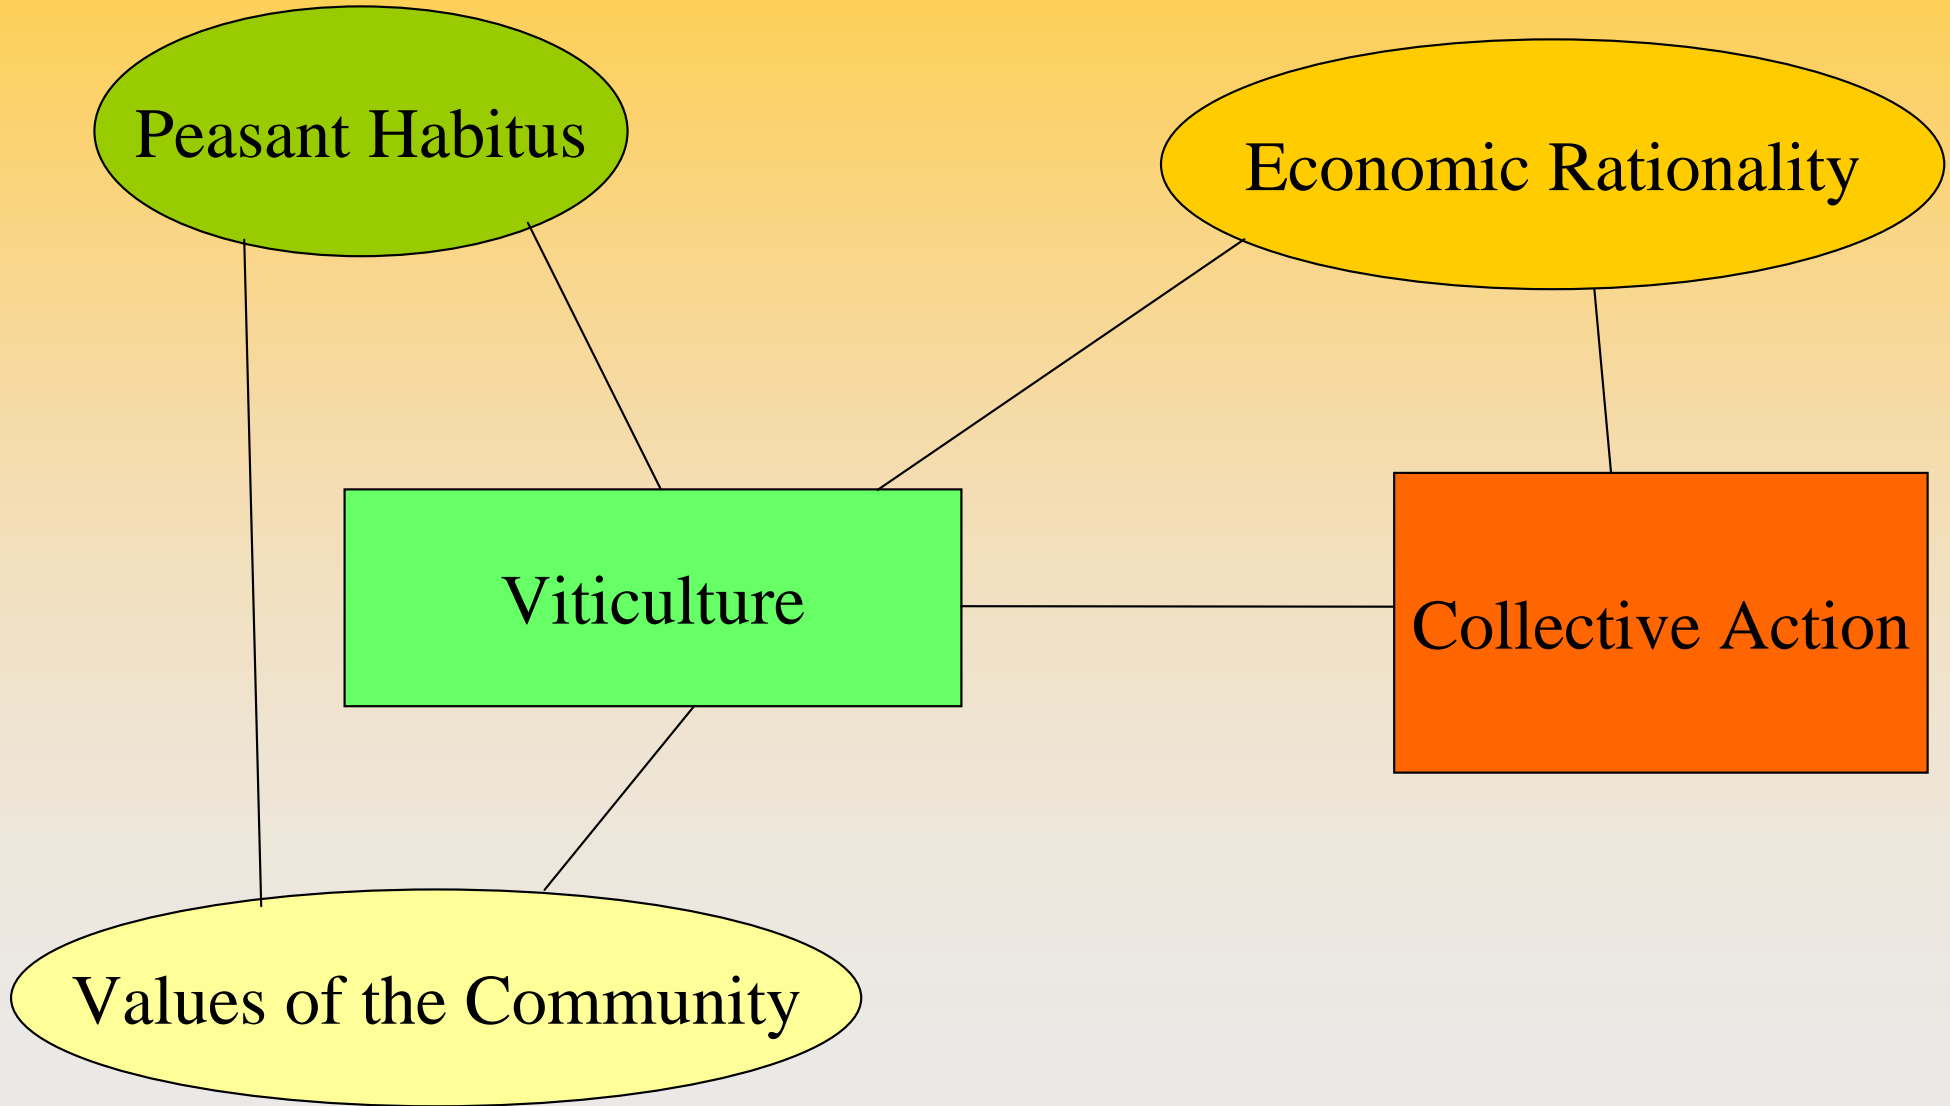 Peasant Habitus
Economic Rationality
Viticulture
Collective Action
Values of the Community